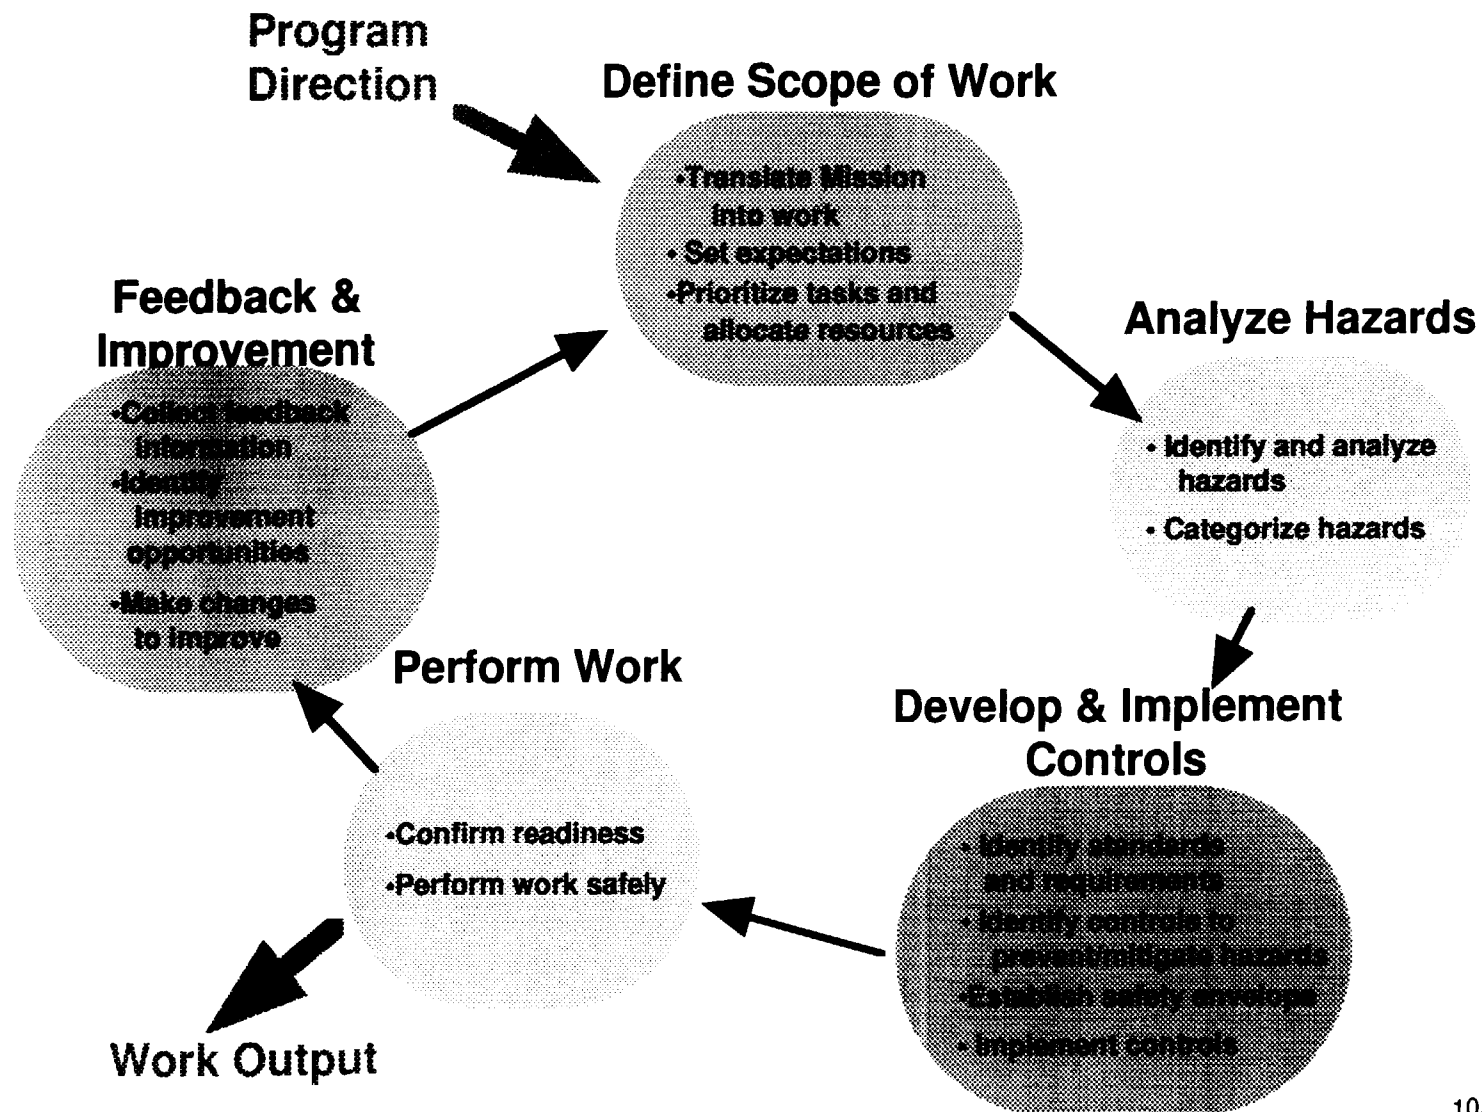 Program
Direction
Define Scope of Work
•Translate Mission
into work
• Set expectations
•Prioritize tasks and
allocate resources
Analyze Hazards
• Identify and analyze
hazards
• Categorize hazards
Develop & Implement
Controls
• Identify standards
and requirements
• Identify controls to
prevent/mitigate hazards
•Establish safety envelope
• Implement controls
Perform Work
•Confirm readiness
•Perform work safely
Work Output
Feedback &
Improvement
•Collect feedback
information
•Identify
improvement
opportunities
•Make changes
to improve
10